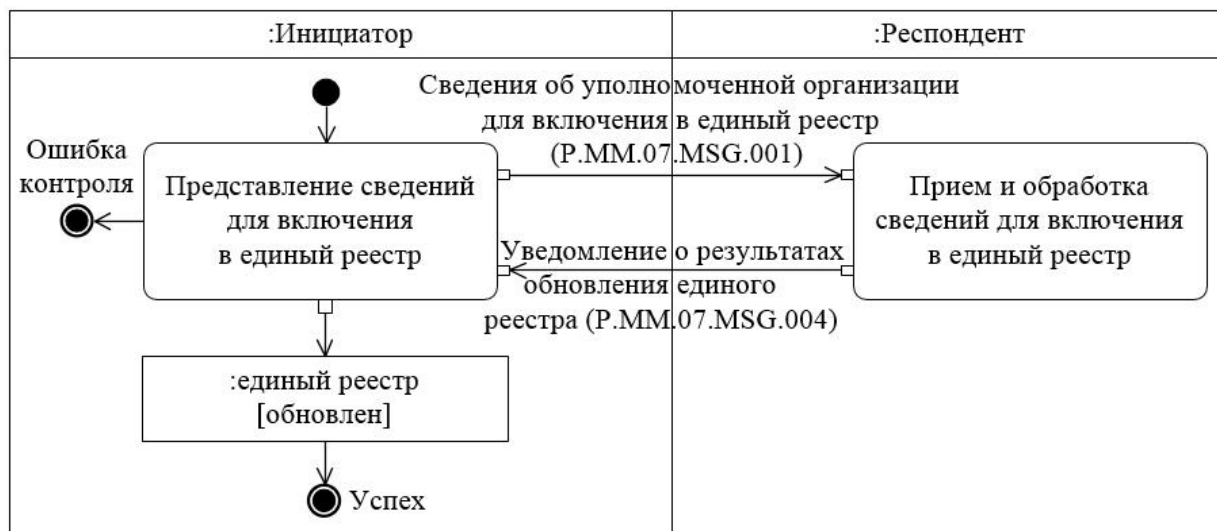 :Инициатор
:Респондент
Сведения об уполномоченной организации
для включения в единый реестр
(P.MM.07.MSG.001)
Ошибка
контроля
Представление сведений
для включения
в единый реестр
Прием и обработка
сведений для включения
в единый реестр
Уведомление о результатах
обновления единого
реестра (P.MM.07.MSG.004)
:единый реестр
[обновлен]
Успех